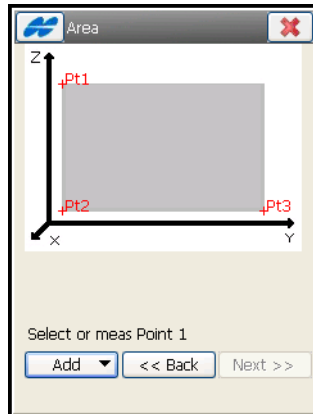 Area
Z
Pt1
Pt2
Pt3
X
Y
Select or meas Point 1
Add
<< Back
Next >>